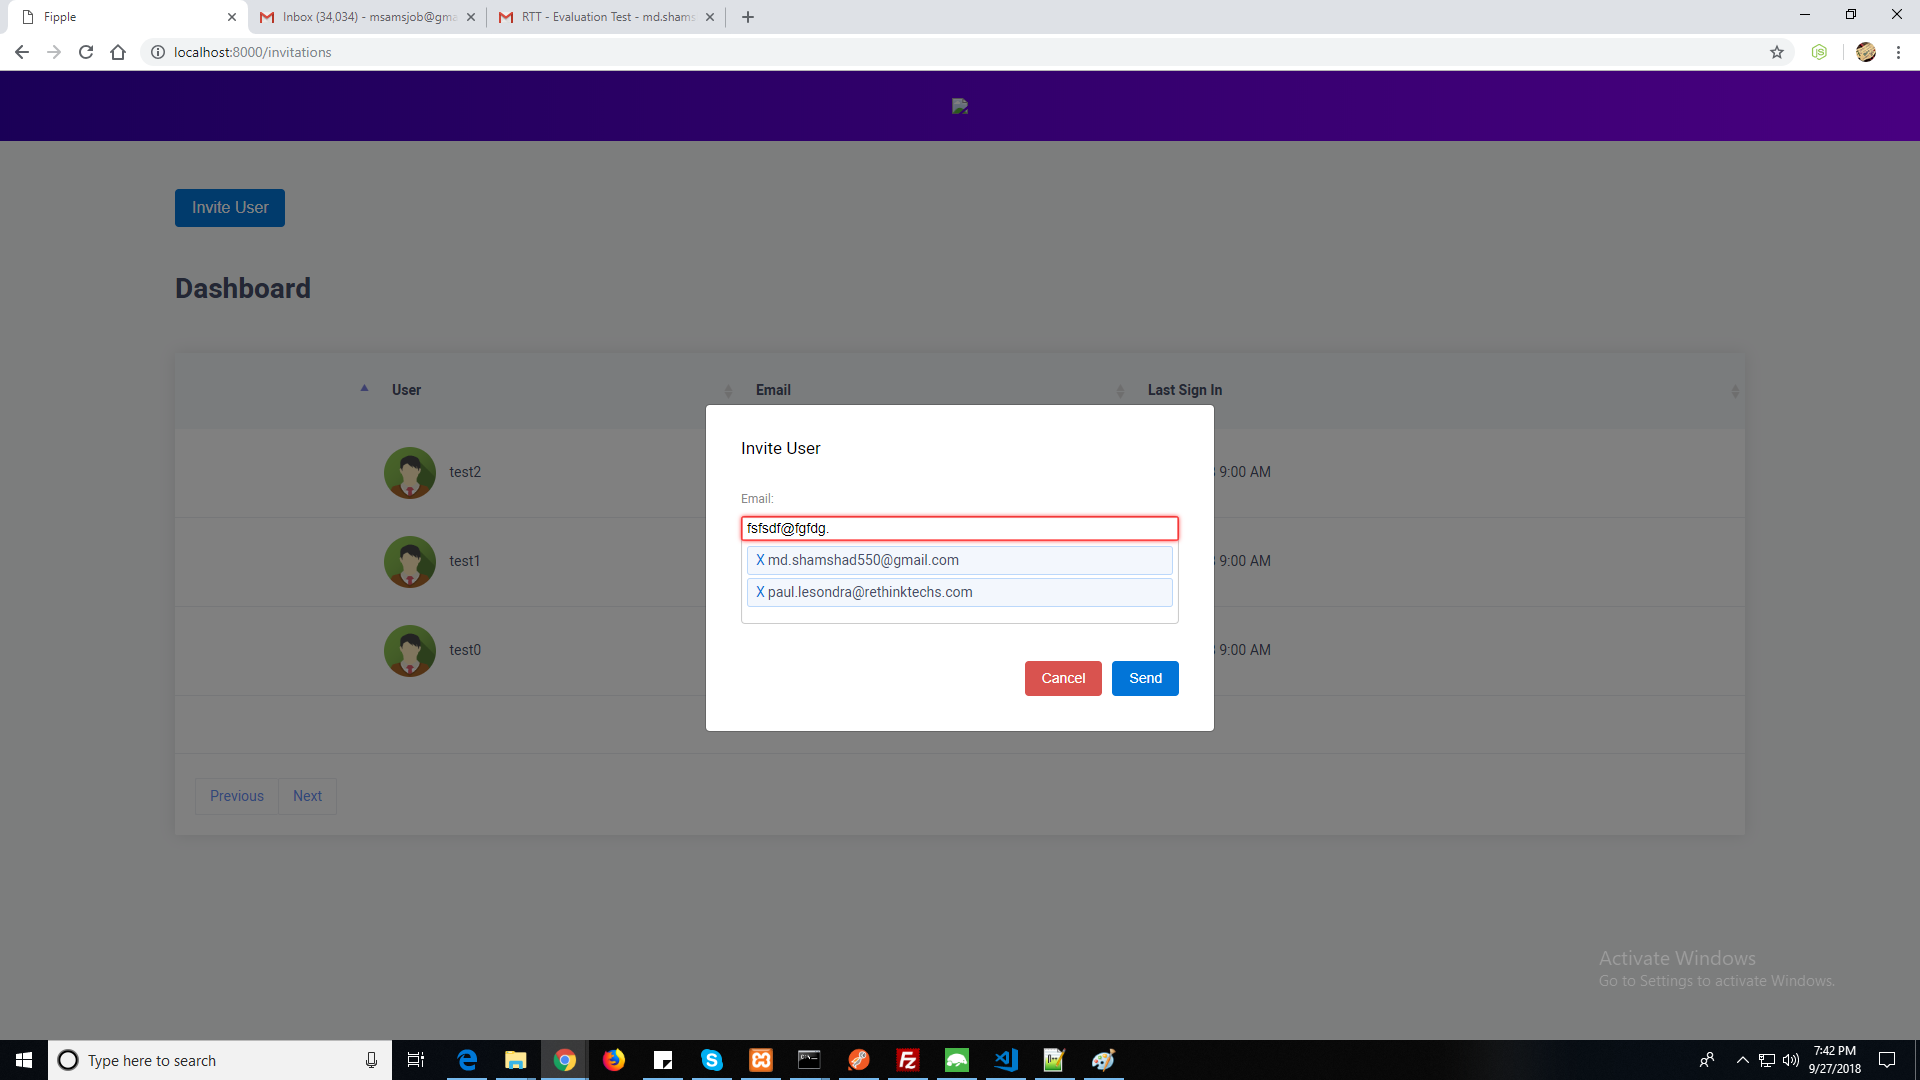 Fipple
Inbox (34,034) - msamsjob@gma
RTT - Evaluation Test - md.shams
localhost:8000/invitations
Invite User
Dashboard
User
Email
Last Sign In
test2
9:00 AM
test1
9:00 AM
test0
9:00 AM
Invite User
Email:
fsfsdf@fgfdg.
X md.shamshad550@gmail.com
X paul.lesondra@rethinktechs.com
Cancel
Send
Previous
Next
Activate Windows
Go to Settings to activate Windows.
Type here to search
7:42 PM
9/27/2018